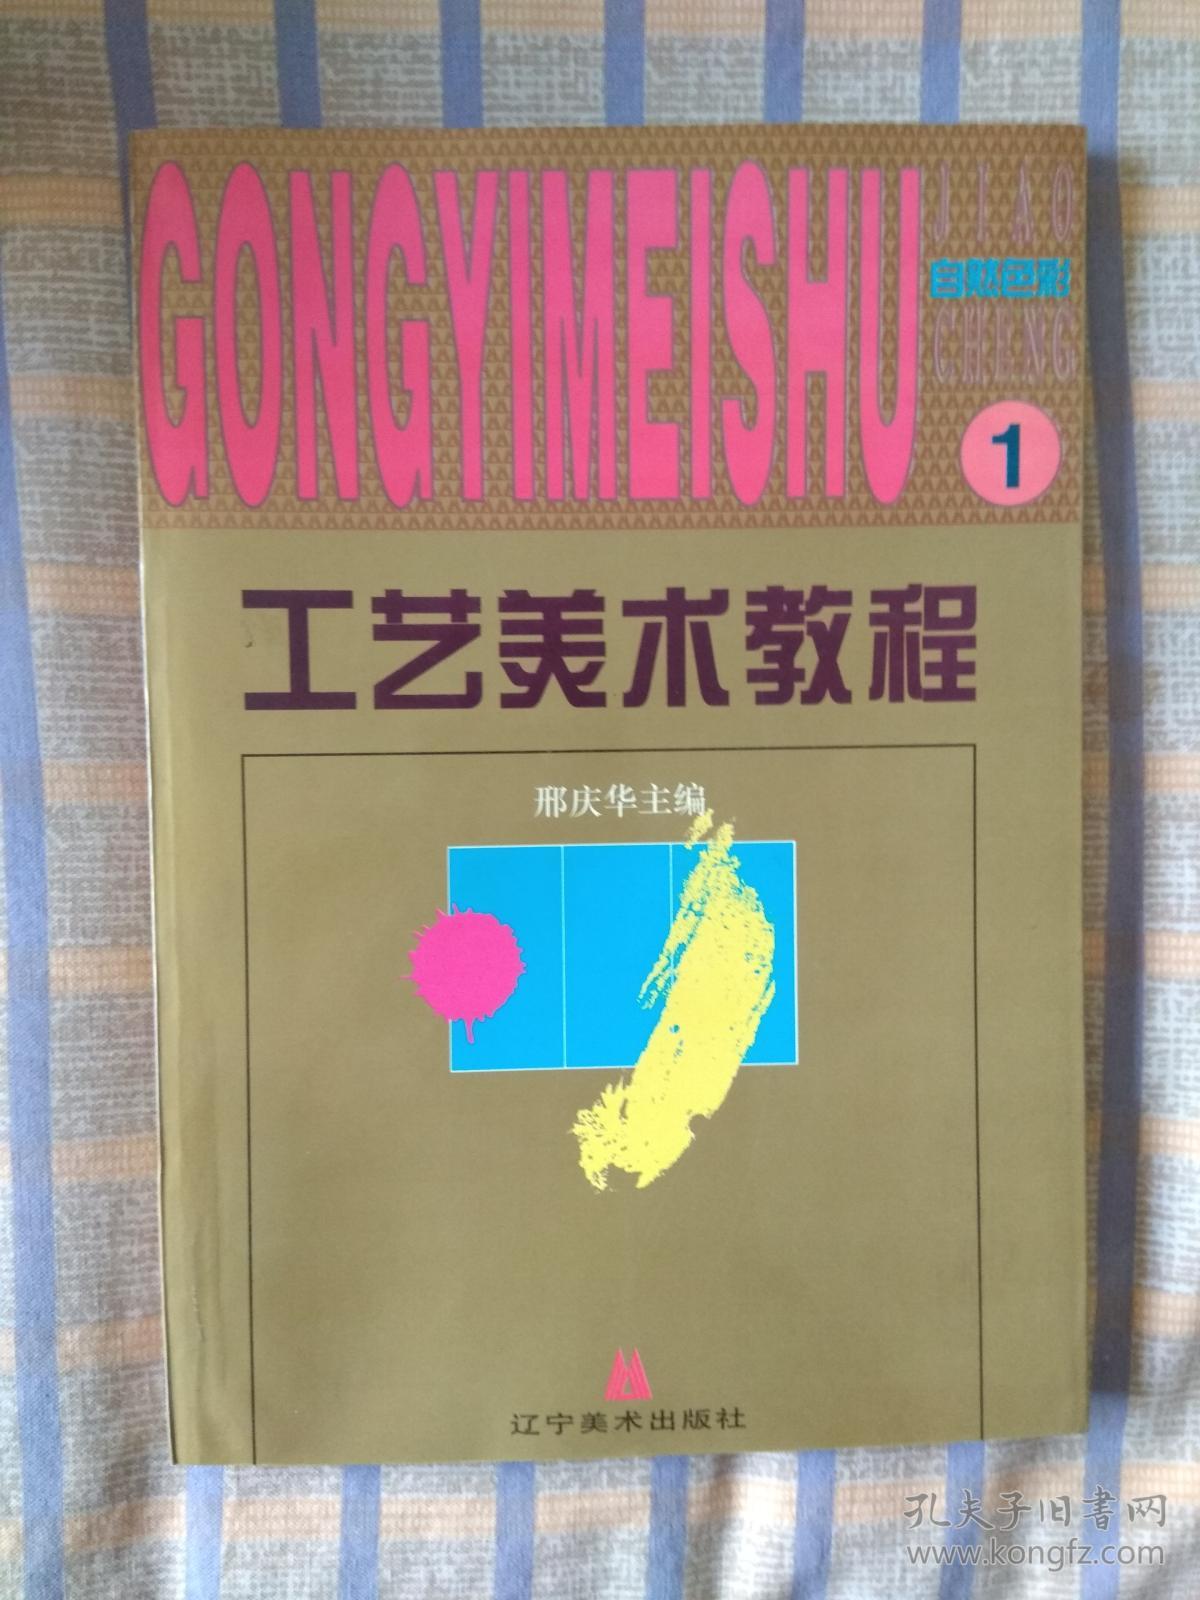 GONGYIMEISHU
JIAO
自然色彩
CHENG
1
工艺美术教程
邢庆华主编
辽宁美术出版社
孔夫子旧书网
www.kongfz.com